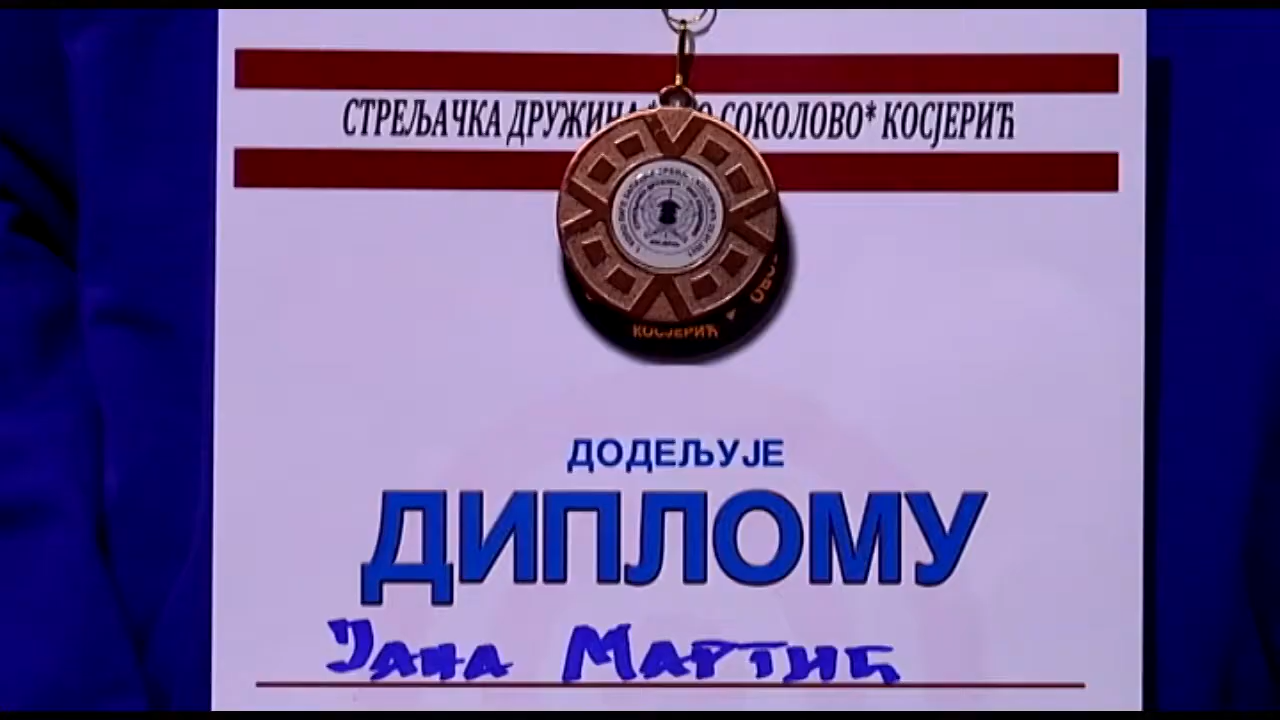 СТРЕЉАЧКА ДРУЖИНА СОКОЛОВО* КОСЈЕРИЋ
КОСЈЕРИЋ
ДОДЕЉУЈЕ
ДИПЛОМУ
Јана Мартић